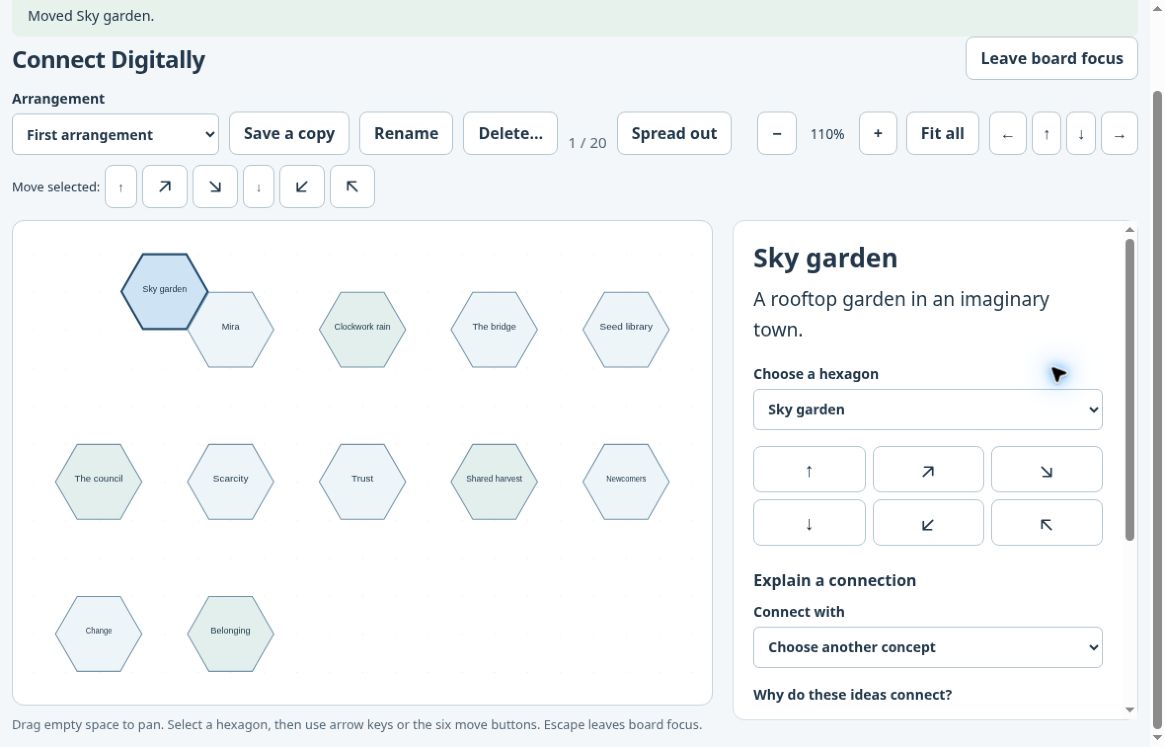 Moved Sky garden.
Connect Digitally
Leave board focus
Arrangement
First arrangement
Save a copy
Rename
Delete...
1 / 20
Spread out
−
110%
+
Fit all
←
↑
↓
→
Move selected:
↑
↗
↘
↓
↙
↖
Sky garden
Mira
Clockwork rain
The bridge
Seed library
The council
Scarcity
Trust
Shared harvest
Newcomers
Change
Belonging
Sky garden
A rooftop garden in an imaginary
town.
Choose a hexagon
Sky garden
↑
↗
↘
↓
↙
↖
Explain a connection
Connect with
Choose another concept
Why do these ideas connect?
Drag empty space to pan. Select a hexagon, then use arrow keys or the six move buttons. Escape leaves board focus.